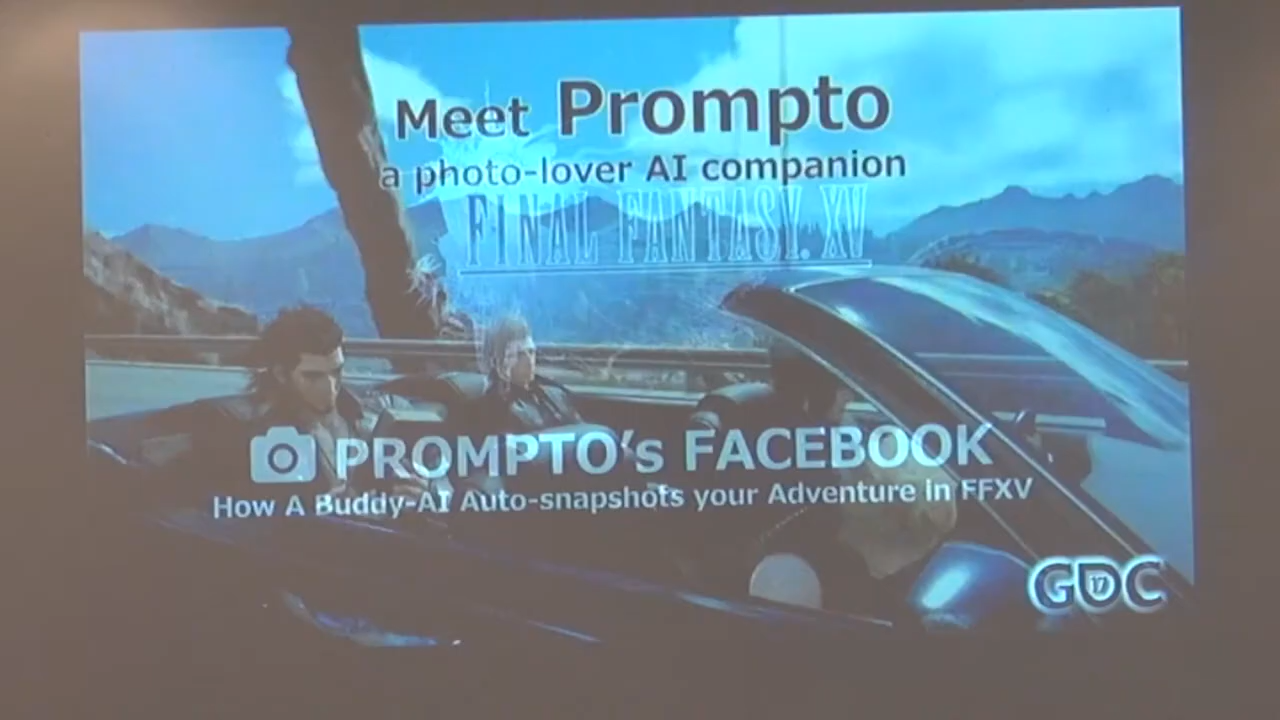 Meet Prompto
a photo-lover AI companion
FINAL FANTASY. XV
PROMPTO's FACEBOOK
How A Buddy-AI Auto-snapshots your Adventure in FFXV
GDC
17